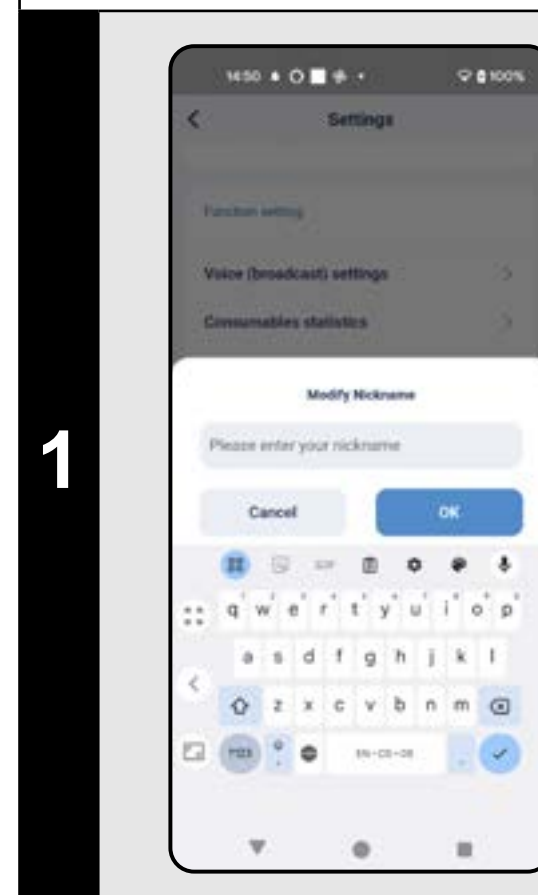 1
14:50 100%
Settings
Function setting
Voice (broadcast) settings
Consumables statistics
Modify Nickname
Please enter your nickname
Cancel OK
GIF
q w e r t y u i o p
a s d f g h j k l
z x c v b n m
?123 EN • CS • DE